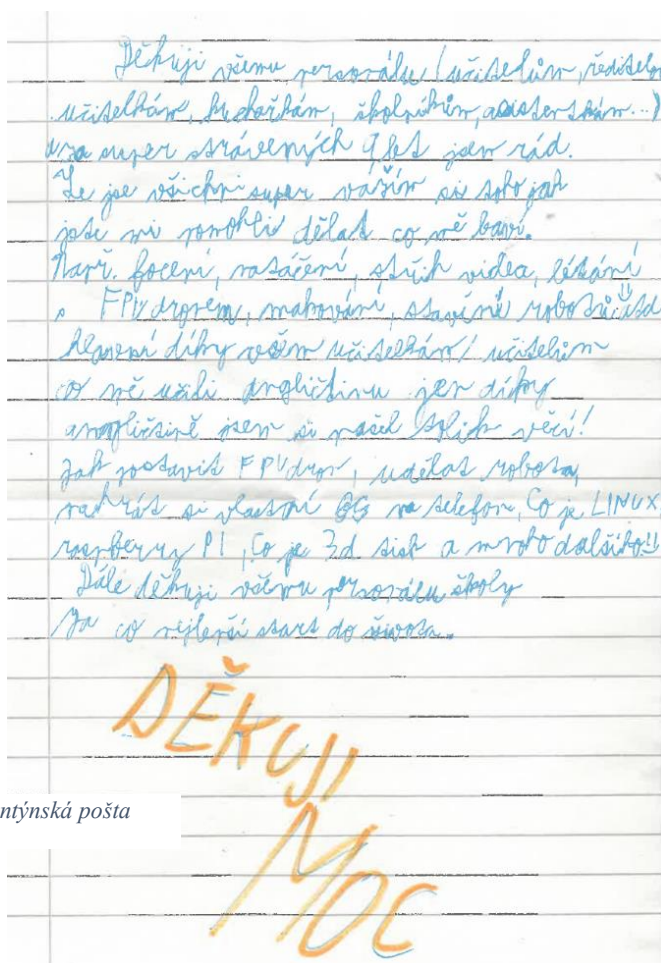 Děkuji všemu personálu (učitelům, ředitelům
učitelkám, kuchařkám, školníkům, asistentkám...)
za super strávených 9 let jsem rád.
Že jse všichni super vážím si toho jak
jste mi pomohli dělat co mě baví.
Např. focení, natáčení, střih videa, létání
s FPV dronem, malování, stavíně robotů atd
hlavní díky všem učitelkám/učitelům
co mě učili angličtinu jen díky
angličtině jsem si našel tolik věcí!
Jak postavit FPV dron, udělat robota,
nahrát si vlastní OS na telefon, Co je LINUX,
raspberry PI, Co je 3d tisk a mnoho dalšího!!
Dále děkuji všemu personálu školy
Za co nejlepší start do života.
DĚKUJI
MOC
ntýnská pošta